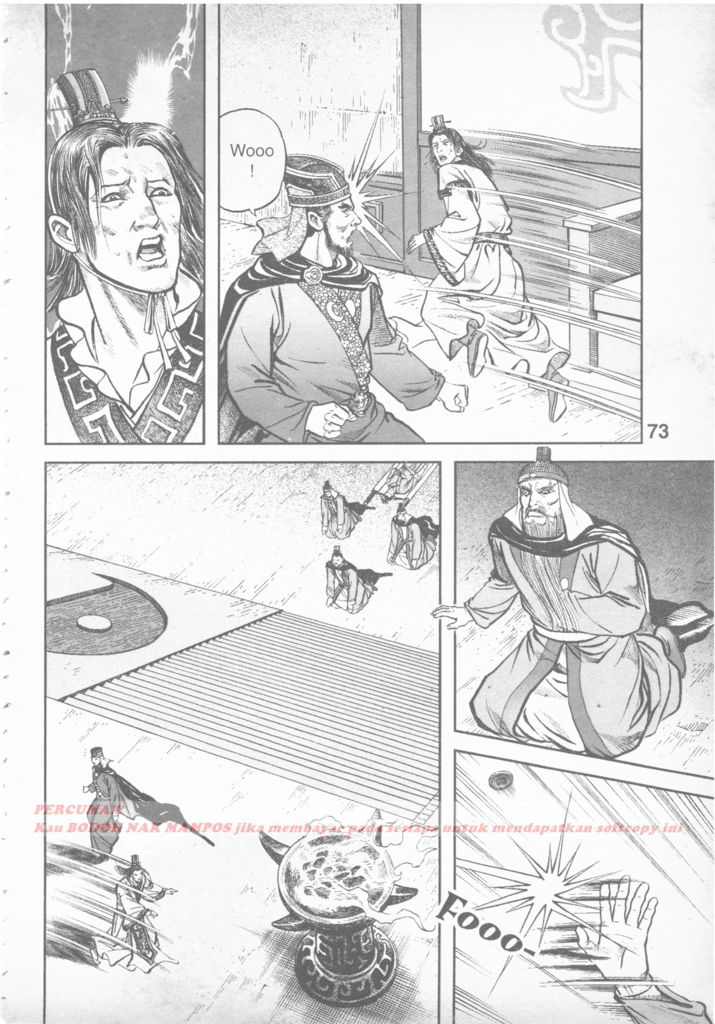 Wooo
!
73
PERCUMA!!
Kau BODOH NAK MAMPOS jika membayar pada sesiapa untuk mendapatkan softcopy ini
Fooo-